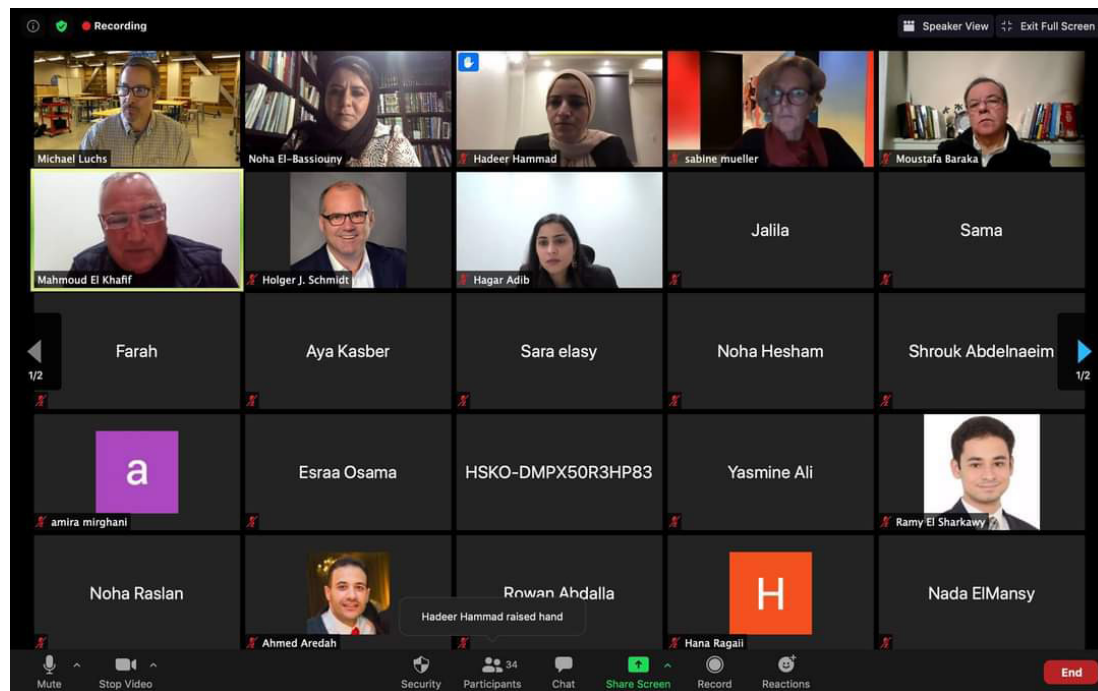 Recording
Speaker View
Exit Full Screen
Michael Luchs
Noha El-Bassiouny
Hadeer Hammad
sabine mueller
Moustafa Baraka
Mahmoud El Khafif
Holger J. Schmidt
Hagar Adib
Jalila
Sama
Farah
Aya Kasber
Sara elasy
Noha Hesham
Shrouk Abdelnaeim
1/2
1/2
a
amira mirghani
Esraa Osama
HSKO-DMPX50R3HP83
Yasmine Ali
Ramy El Sharkawy
Noha Raslan
Ahmed Aredah
Rowan Abdalla
H
Hana Ragaii
Nada ElMansy
Hadeer Hammad raised hand
Mute
Stop Video
Security
34
Participants
Chat
Share Screen
Record
Reactions
End